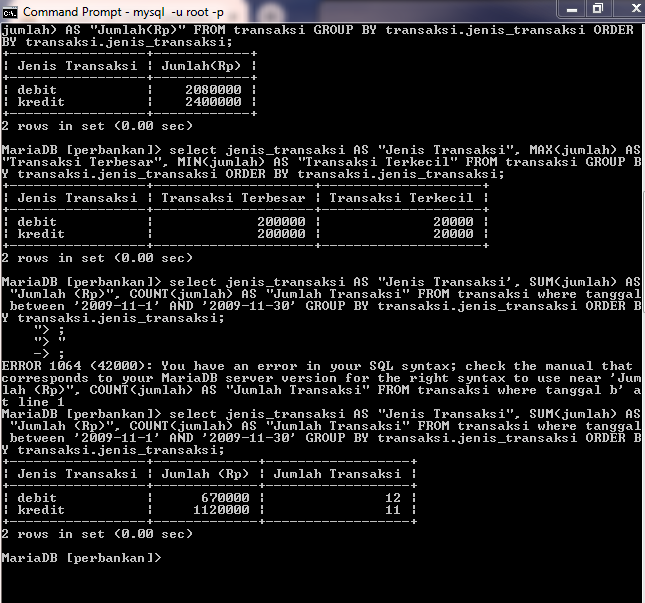 Command Prompt - mysql -u root -p
jumlah) AS "Jumlah(Rp)" FROM transaksi GROUP BY transaksi.jenis_transaksi ORDER
BY transaksi.jenis_transaksi;
+-----------------+------------+
| Jenis Transaksi | Jumlah(Rp) |
+-----------------+------------+
| debit           |    2080000 |
| kredit          |    2400000 |
+-----------------+------------+
2 rows in set (0.00 sec)
MariaDB [perbankan]> select jenis_transaksi AS "Jenis Transaksi", MAX(jumlah) AS
"Transaksi Terbesar", MIN(jumlah) AS "Transaksi Terkecil" FROM transaksi GROUP B
Y transaksi.jenis_transaksi ORDER BY transaksi.jenis_transaksi;
+-----------------+--------------------+--------------------+
| Jenis Transaksi | Transaksi Terbesar | Transaksi Terkecil |
+-----------------+--------------------+--------------------+
| debit           |             200000 |              20000 |
| kredit          |             200000 |              20000 |
+-----------------+--------------------+--------------------+
2 rows in set (0.00 sec)
MariaDB [perbankan]> select jenis_transaksi AS "Jenis Transaksi', SUM(jumlah) AS
 "Jumlah (Rp)", COUNT(jumlah) AS "Jumlah Transaksi" FROM transaksi where tanggal
 between '2009-11-1' AND '2009-11-30' GROUP BY transaksi.jenis_transaksi ORDER B
Y transaksi.jenis_transaksi;
    "> ;
    "> "
    -> ;
ERROR 1064 (42000): You have an error in your SQL syntax; check the manual that
corresponds to your MariaDB server version for the right syntax to use near 'Jum
lah (Rp)", COUNT(jumlah) AS "Jumlah Transaksi" FROM transaksi where tanggal b' a
t line 1
MariaDB [perbankan]> select jenis_transaksi AS "Jenis Transaksi", SUM(jumlah) AS
 "Jumlah (Rp)", COUNT(jumlah) AS "Jumlah Transaksi" FROM transaksi where tanggal
 between '2009-11-1' AND '2009-11-30' GROUP BY transaksi.jenis_transaksi ORDER B
Y transaksi.jenis_transaksi;
+-----------------+-------------+------------------+
| Jenis Transaksi | Jumlah (Rp) | Jumlah Transaksi |
+-----------------+-------------+------------------+
| debit           |      670000 |               12 |
| kredit          |     1120000 |               11 |
+-----------------+-------------+------------------+
2 rows in set (0.00 sec)
MariaDB [perbankan]>